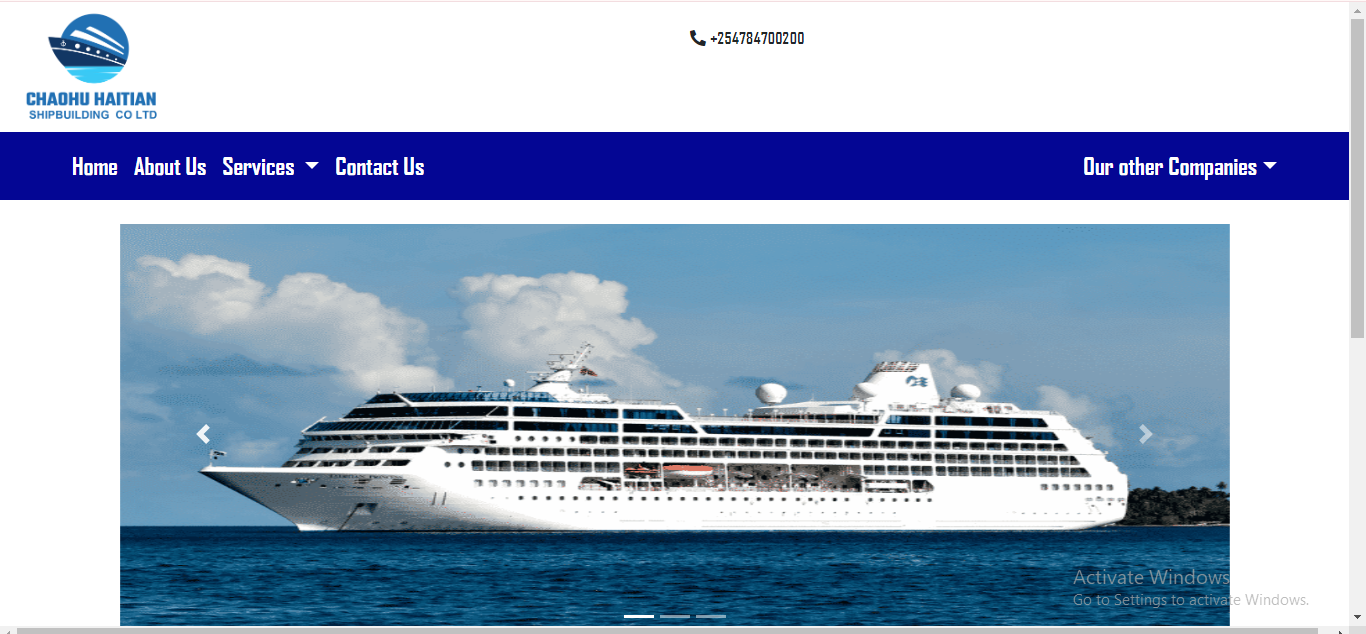 +254784700200
CHAOHU HAITIAN
SHIPBUILDING CO LTD
Home About Us Services Contact Us Our other Companies
Activate Windows
Go to Settings to activate Windows.